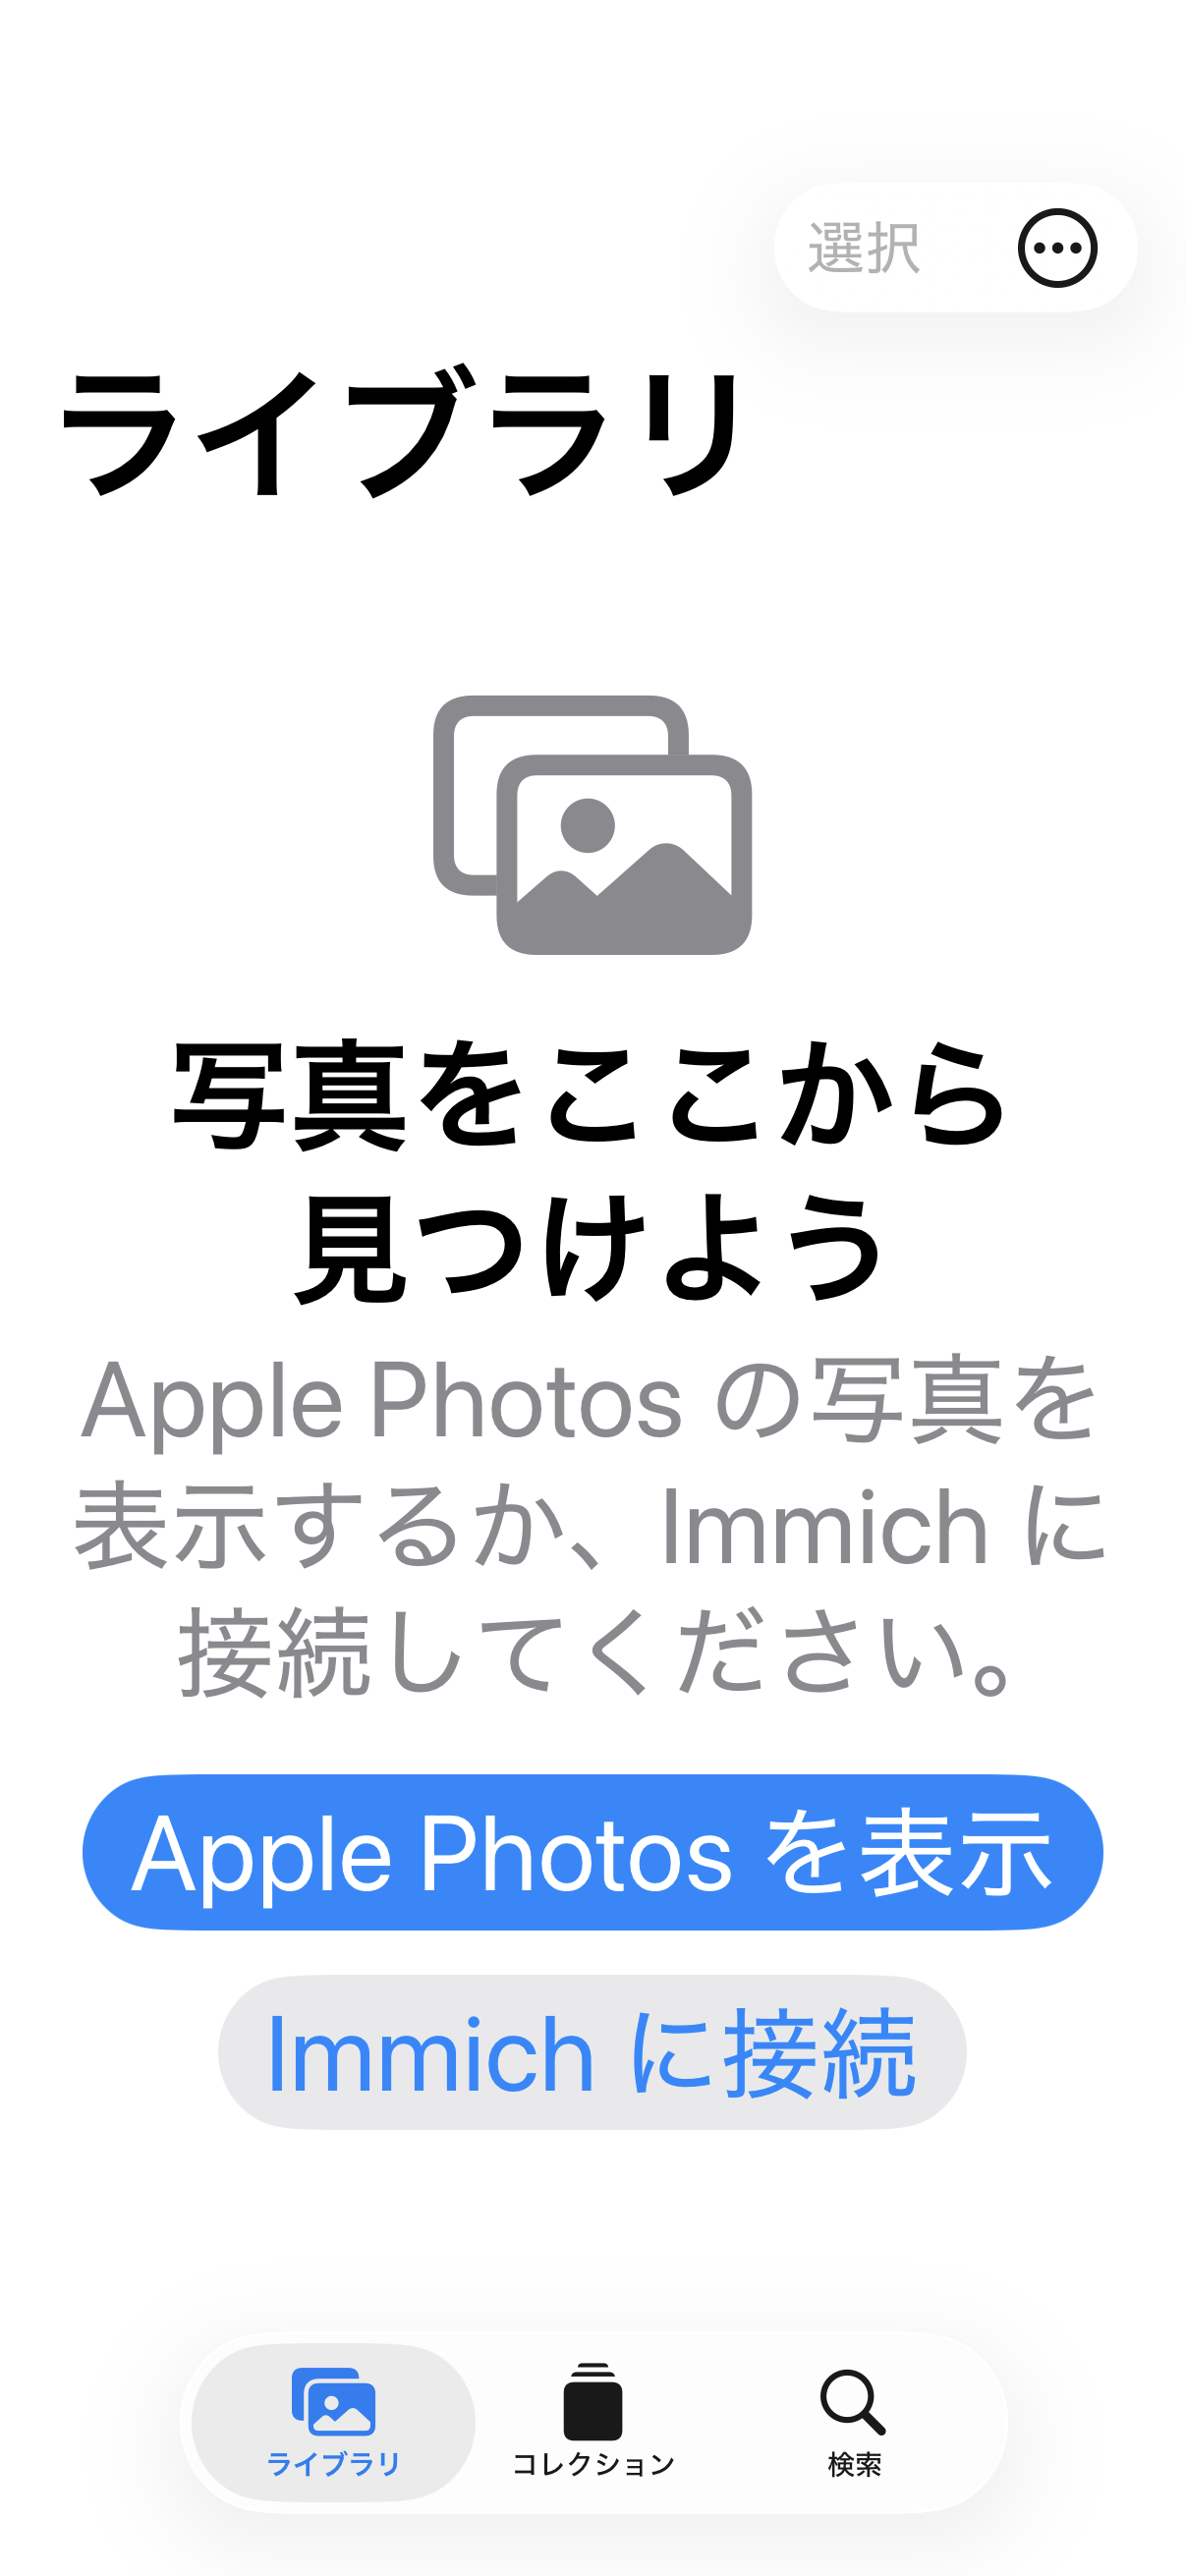 選択
ライブラリ
写真をここから
見つけよう
Apple Photos の写真を
表示するか、Immich に
接続してください。
Apple Photos を表示
Immich に接続
ライブラリ
コレクション
検索